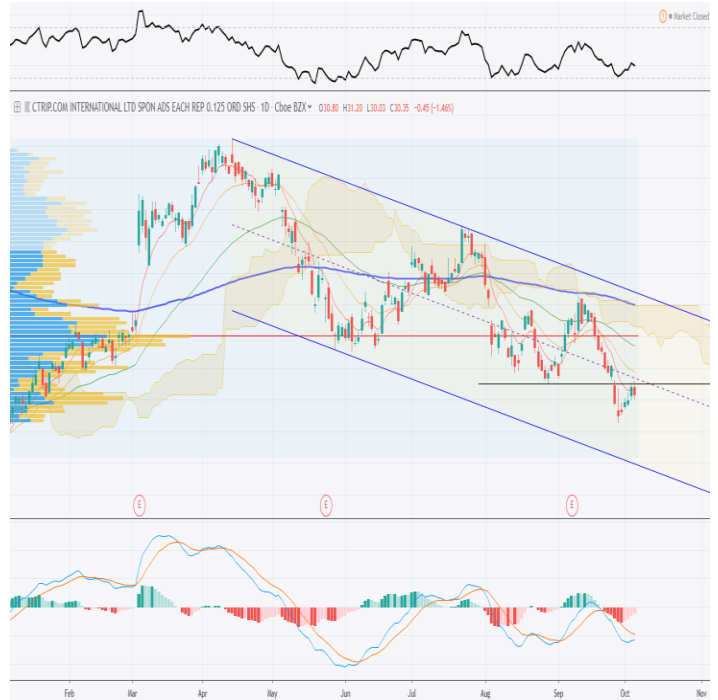 ! Market Closed
CTRIP.COM INTERNATIONAL LTD SPON ADS EACH REP 0.125 ORD SHS · 1D · Cboe BZX O30.80 H31.20 L30.03 C30.35 -0.45 (-1.46%)
E E E
Feb Mar Apr May Jun Jul Aug Sep Oct Nov